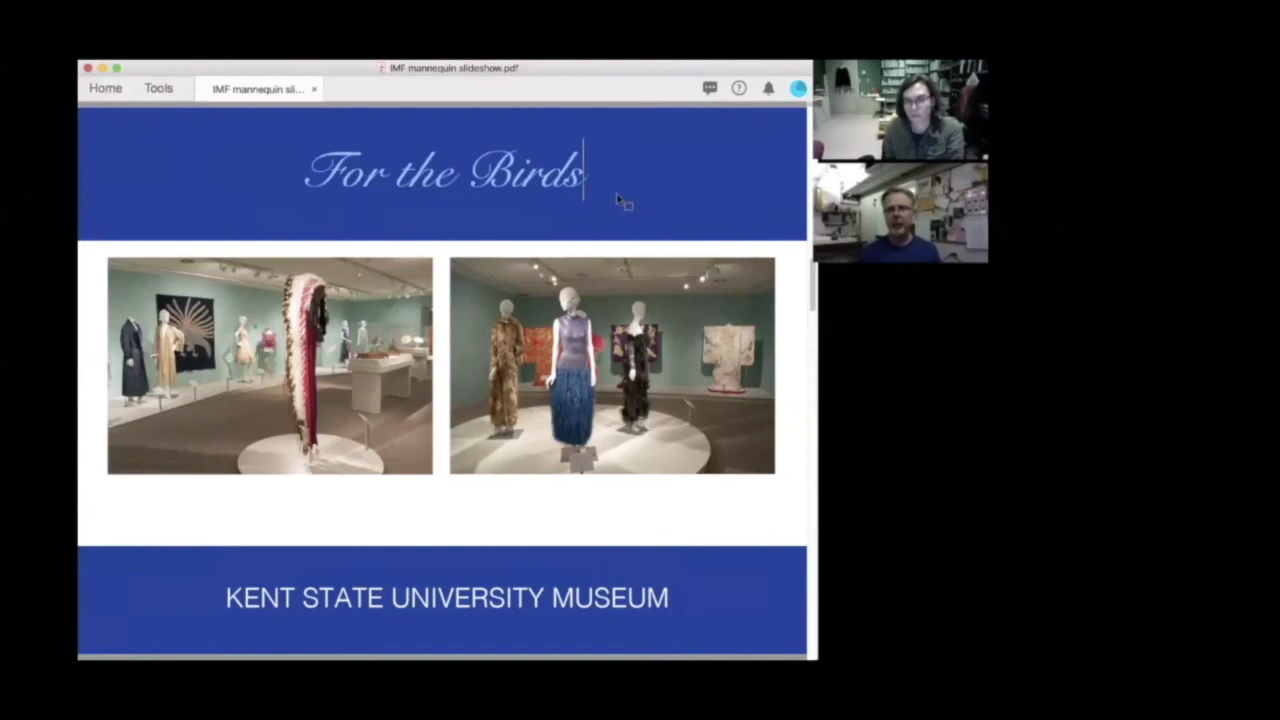 IMF mannequin slideshow.pdf
Home Tools IMF mannequin sli... ×
For the Birds
KENT STATE UNIVERSITY MUSEUM